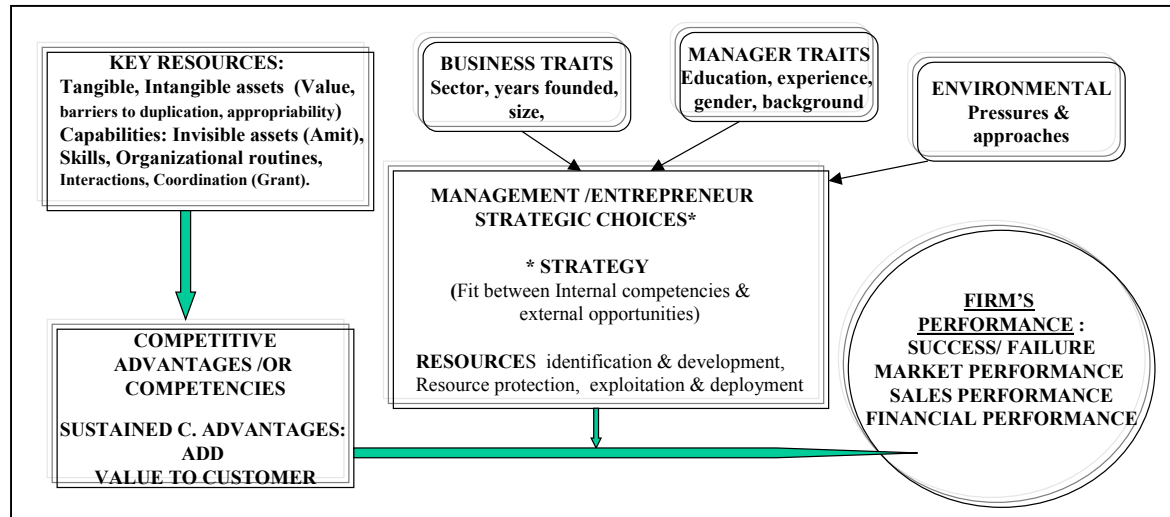 KEY RESOURCES:
Tangible, Intangible assets (Value,
barriers to duplication, appropriability)
Capabilities: Invisible assets (Amit),
Skills, Organizational routines,
Interactions, Coordination (Grant).
BUSINESS TRAITS
Sector, years founded,
size,
MANAGER TRAITS
Education, experience,
gender, background
ENVIRONMENTAL
Pressures &
approaches
MANAGEMENT /ENTREPRENEUR
STRATEGIC CHOICES*
* STRATEGY
(Fit between Internal competencies &
external opportunities)
RESOURCES identification & development,
Resource protection, exploitation & deployment
COMPETITIVE
ADVANTAGES /OR
COMPETENCIES
SUSTAINED C. ADVANTAGES:
ADD
VALUE TO CUSTOMER
FIRM'S
PERFORMANCE :
SUCCESS/ FAILURE
MARKET PERFORMANCE
SALES PERFORMANCE
FINANCIAL PERFORMANCE